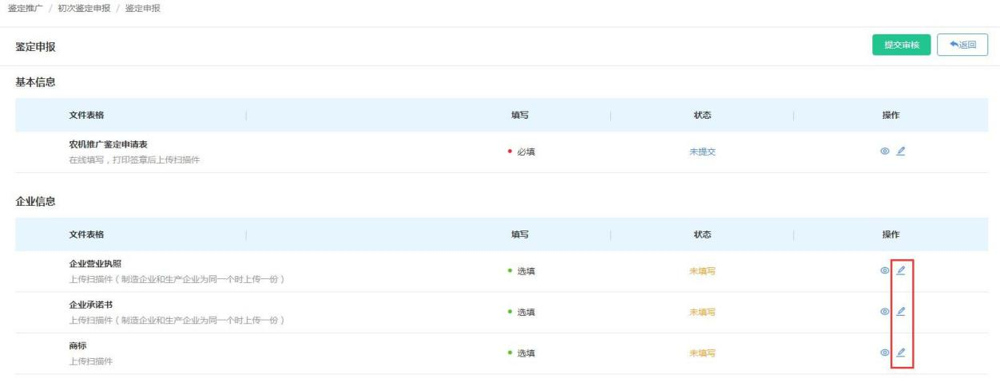 鉴定推广 / 初次鉴定申报 / 鉴定申报
鉴定申报 提交审核 返回
基本信息
文件表格 填写 状态 操作
农机推广鉴定申请表
在线填写，打印签章后上传扫描件 必填 未提交
企业信息
文件表格 填写 状态 操作
企业营业执照
上传扫描件（制造企业和生产企业为同一个时上传一份） 选填 未填写
企业承诺书
上传扫描件（制造企业和生产企业为同一个时上传一份） 选填 未填写
商标
上传扫描件 选填 未填写